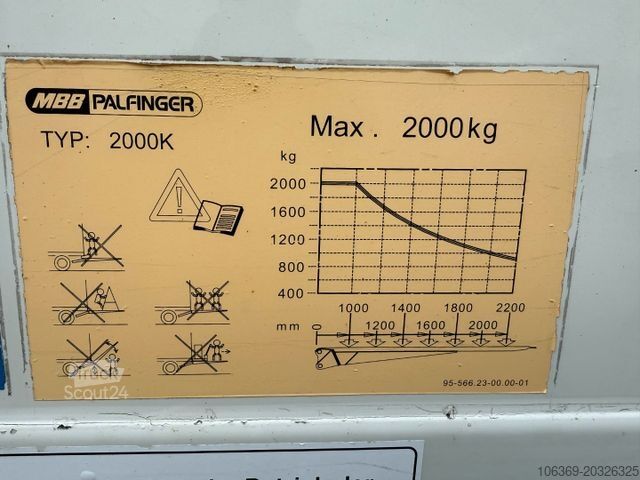 MBB PALFINGER
TYP: 2000K
Max. 2000kg
kg
2000
1600
1200
800
400
1000 1400 1800 2200
mm 0 1200 1600 2000
95-566.23-00.00-01
Truck
Scout24
106369-20326325